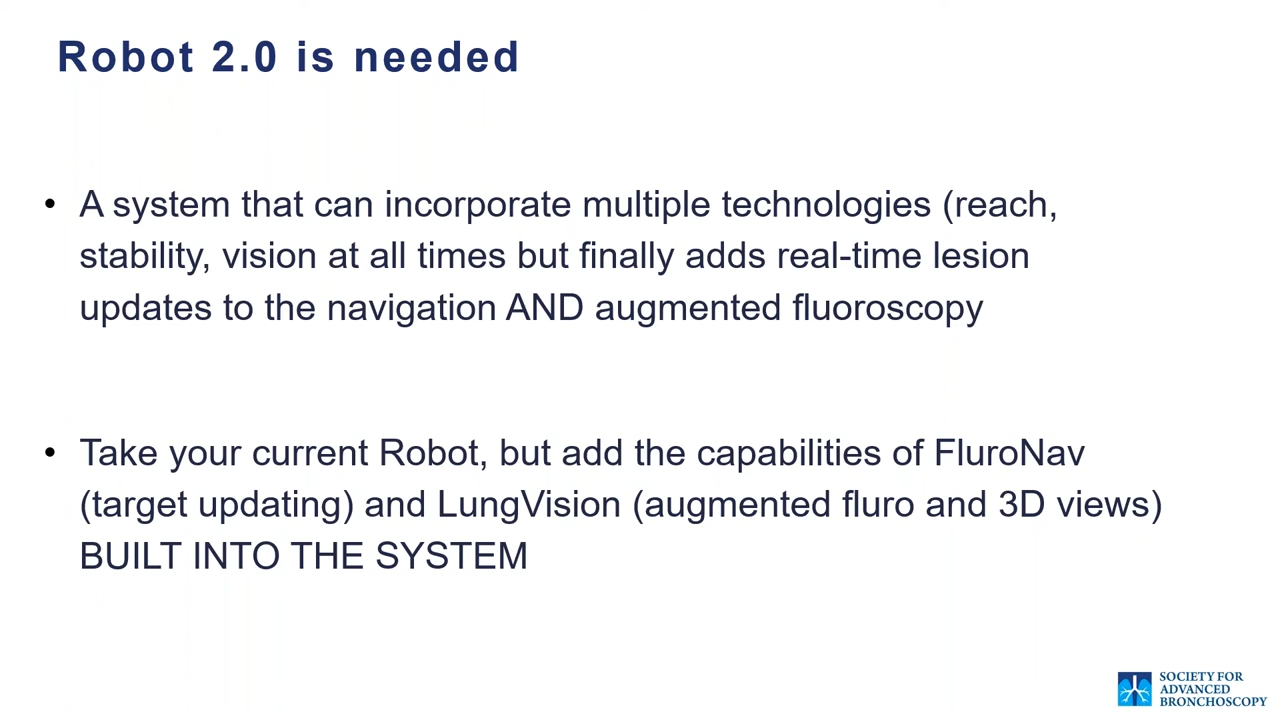 Robot 2.0 is needed
• A system that can incorporate multiple technologies (reach,
stability, vision at all times but finally adds real-time lesion
updates to the navigation AND augmented fluoroscopy
• Take your current Robot, but add the capabilities of FluroNav
(target updating) and LungVision (augmented fluro and 3D views)
BUILT INTO THE SYSTEM
SOCIETY FOR
ADVANCED
BRONCHOSCOPY